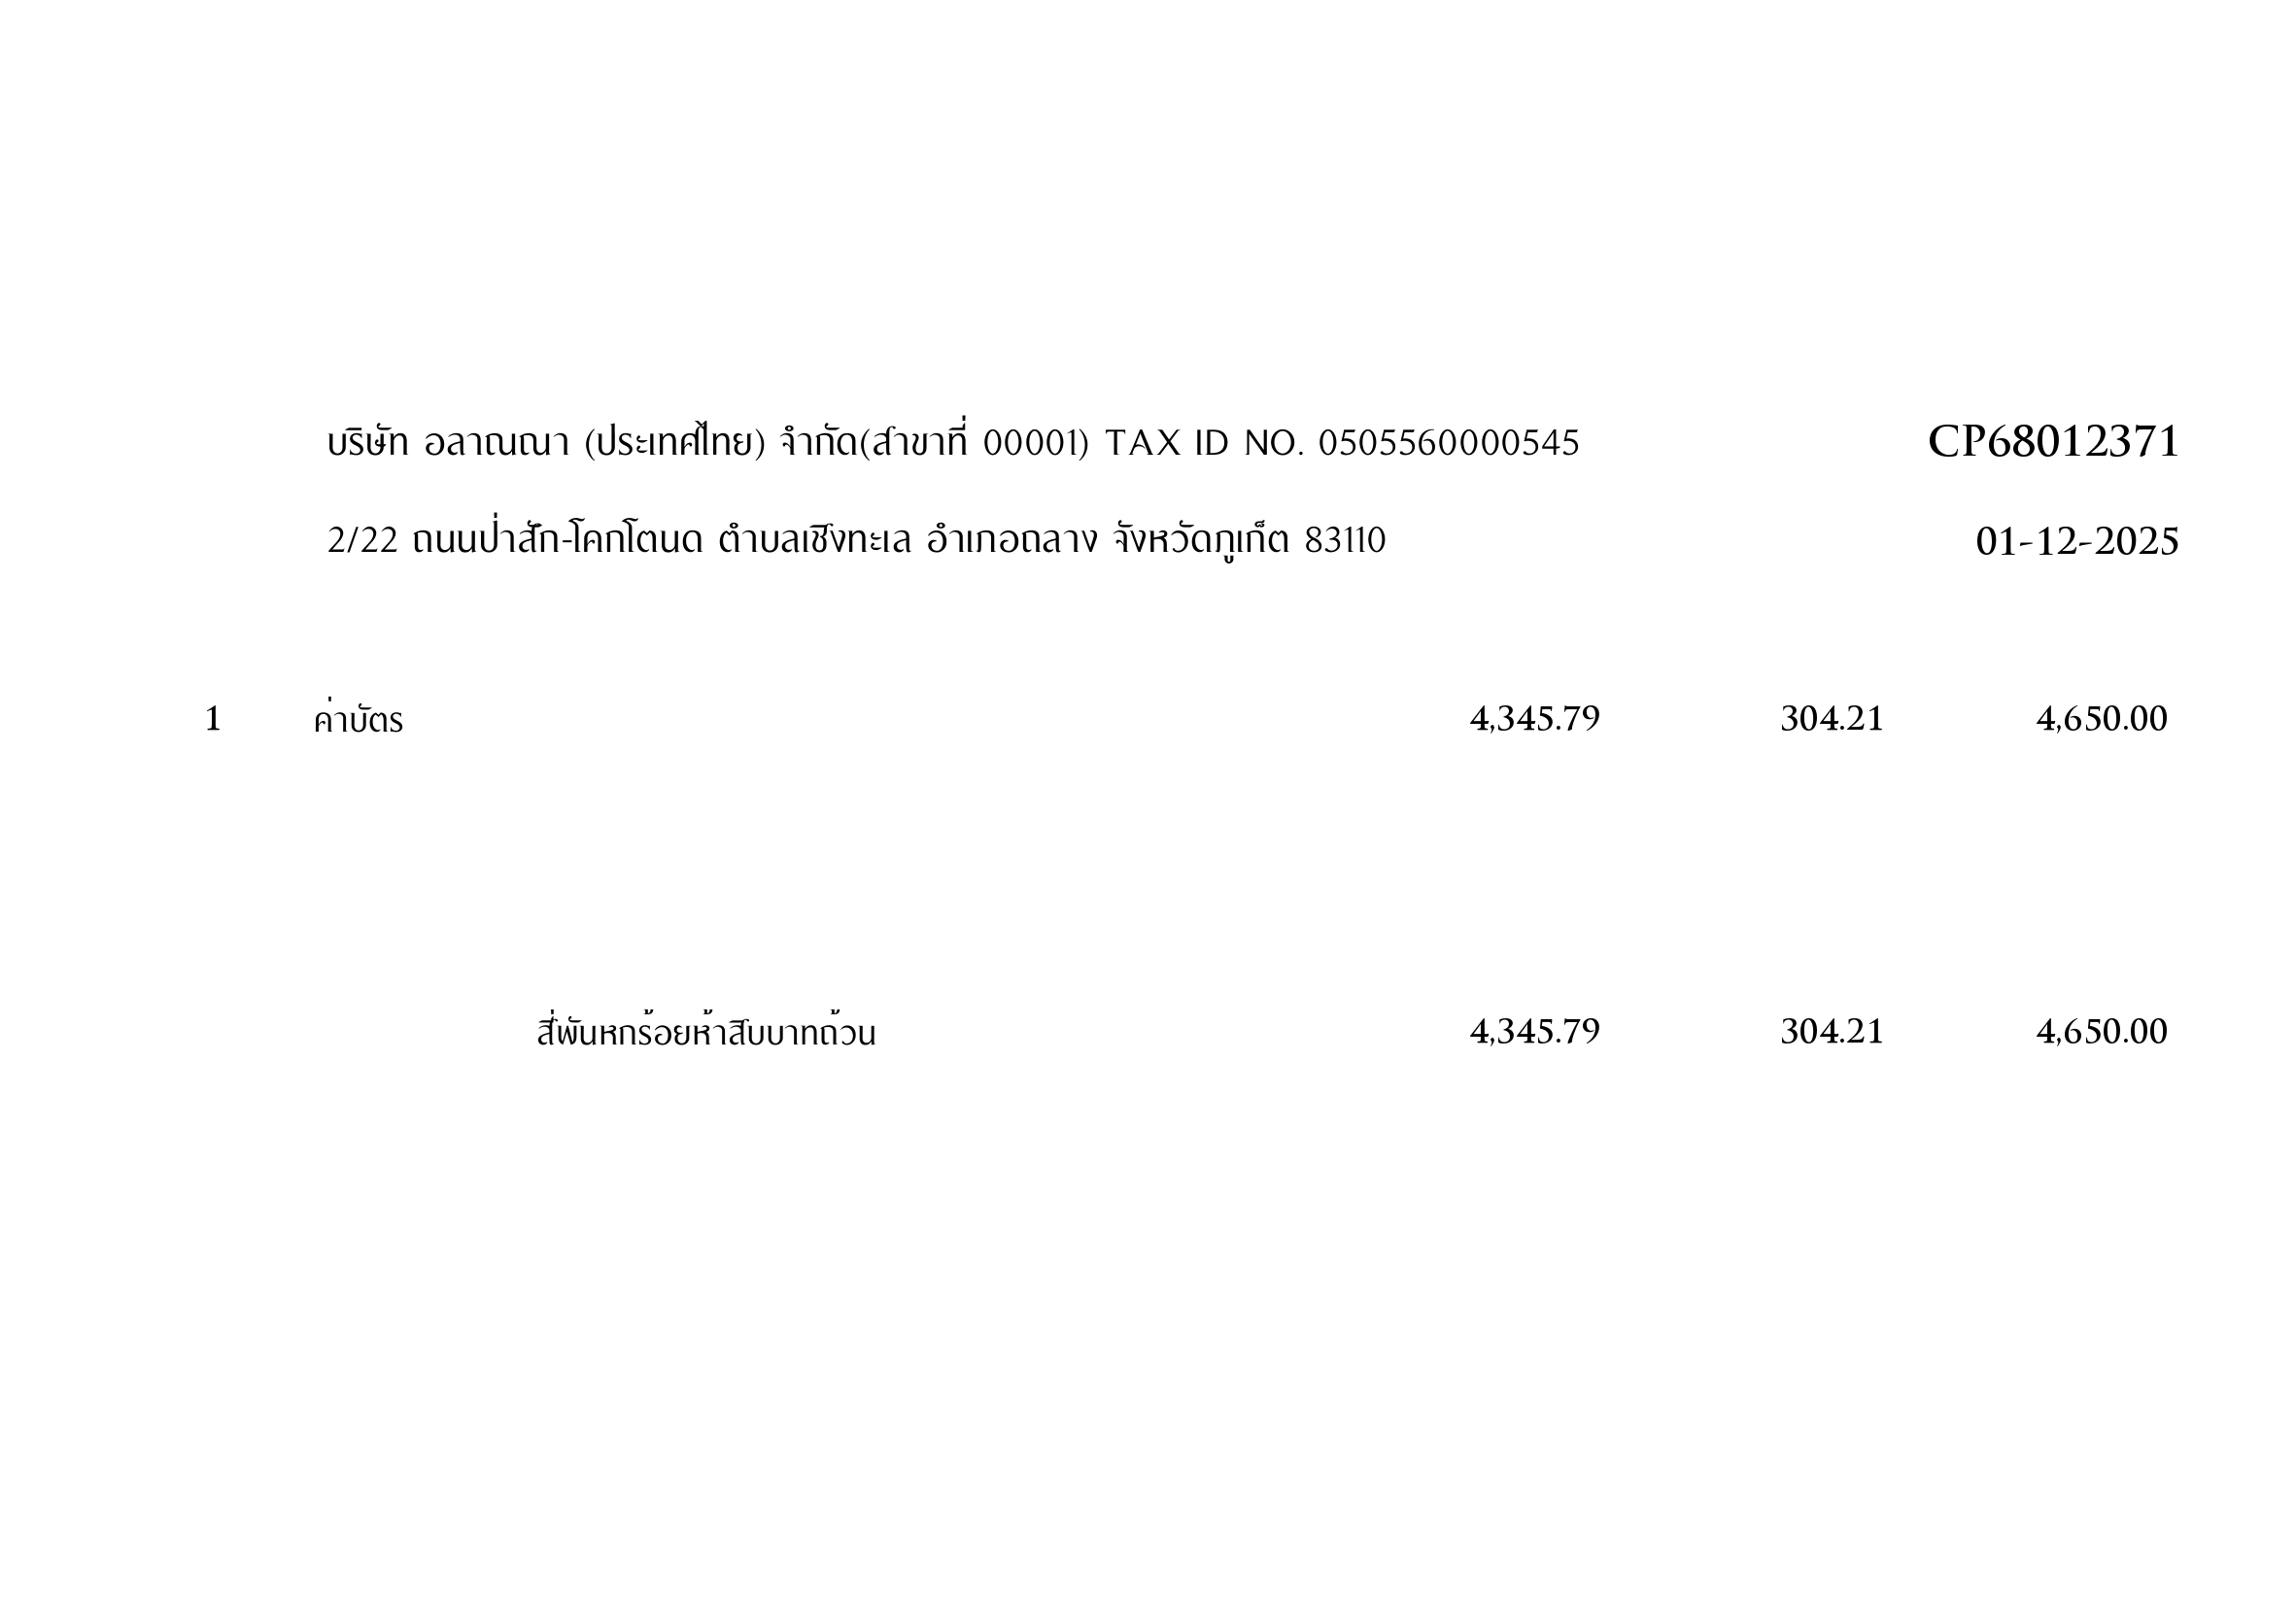 บริษัท อลาณณา (ประเทศไทย) จำกัด(สำขาที่ 00001) TAX ID NO. 0505560000545 CP68012371
2/22 ถนนป่าสัก-โคกโตนด ตำบลเชิงทะเล อำเภอถลาง จังหวัดภูเก็ต 83110 01-12-2025
1 ค่าบัตร 4,345.79 304.21 4,650.00
สี่พันหกร้อยห้าสิบบาทถ้วน 4,345.79 304.21 4,650.00